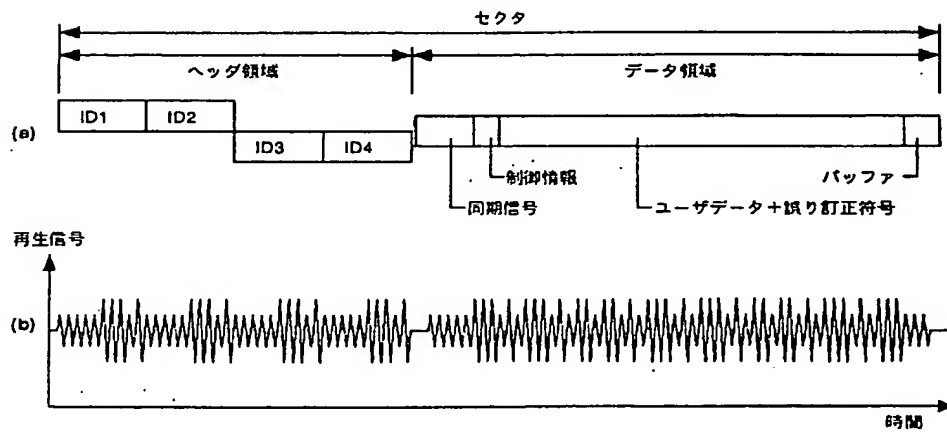 セクタ
ヘッダ領域 データ領域
(a) ID1 ID2
ID3 ID4
制御情報 バッファ
同期信号 ユーザデータ+誤り訂正符号
再生信号
(b)
時間